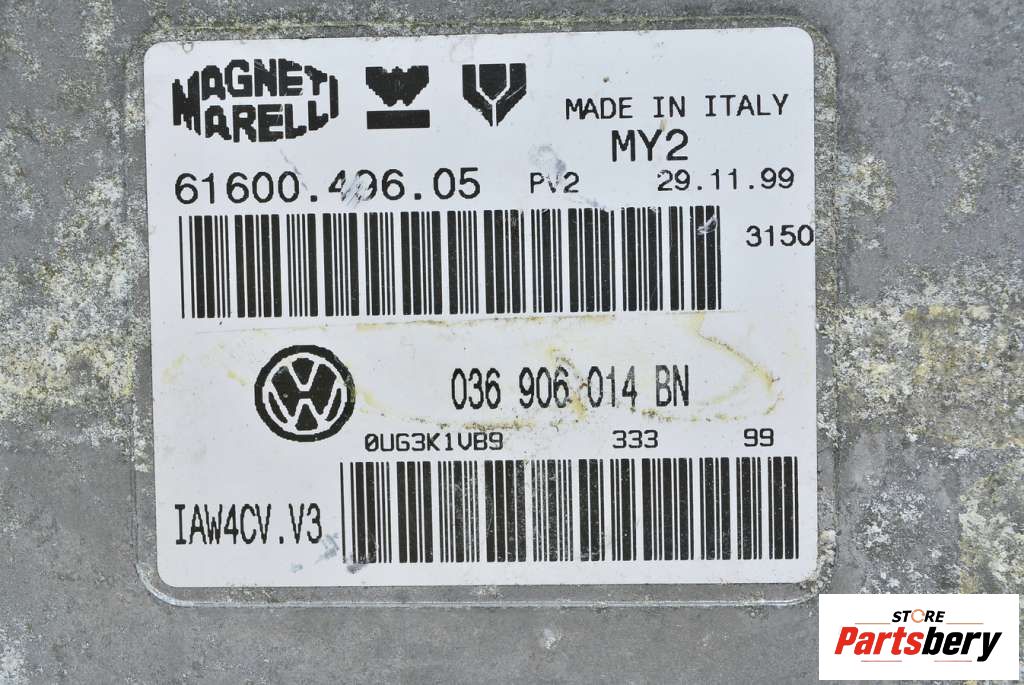 MAGNETI
MARELLI
MADE IN ITALY
MY2
61600.406.05 PV2 29.11.99
3150
036 906 014 BN
0UG3K1VB9 333 99
IAW4CV.V3
STORE
Partsbery